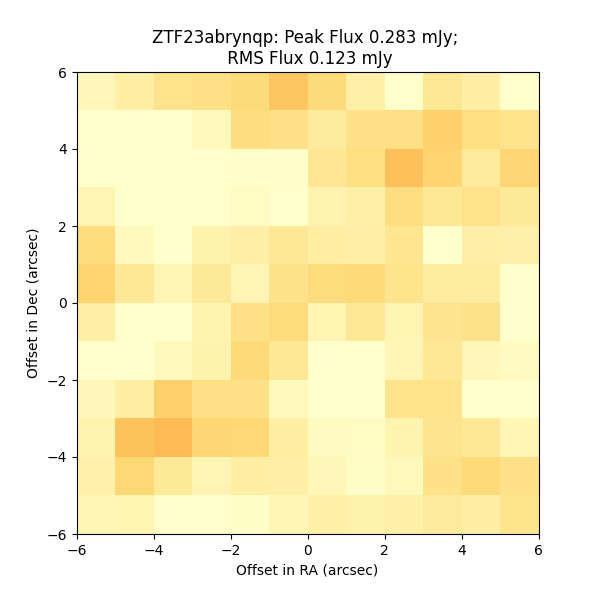 ZTF23abrynqp: Peak Flux 0.283 mJy;
RMS Flux 0.123 mJy
6
4
2
0
−2
−4
−6
Offset in Dec (arcsec)
−6 −4 −2 0 2 4 6
Offset in RA (arcsec)